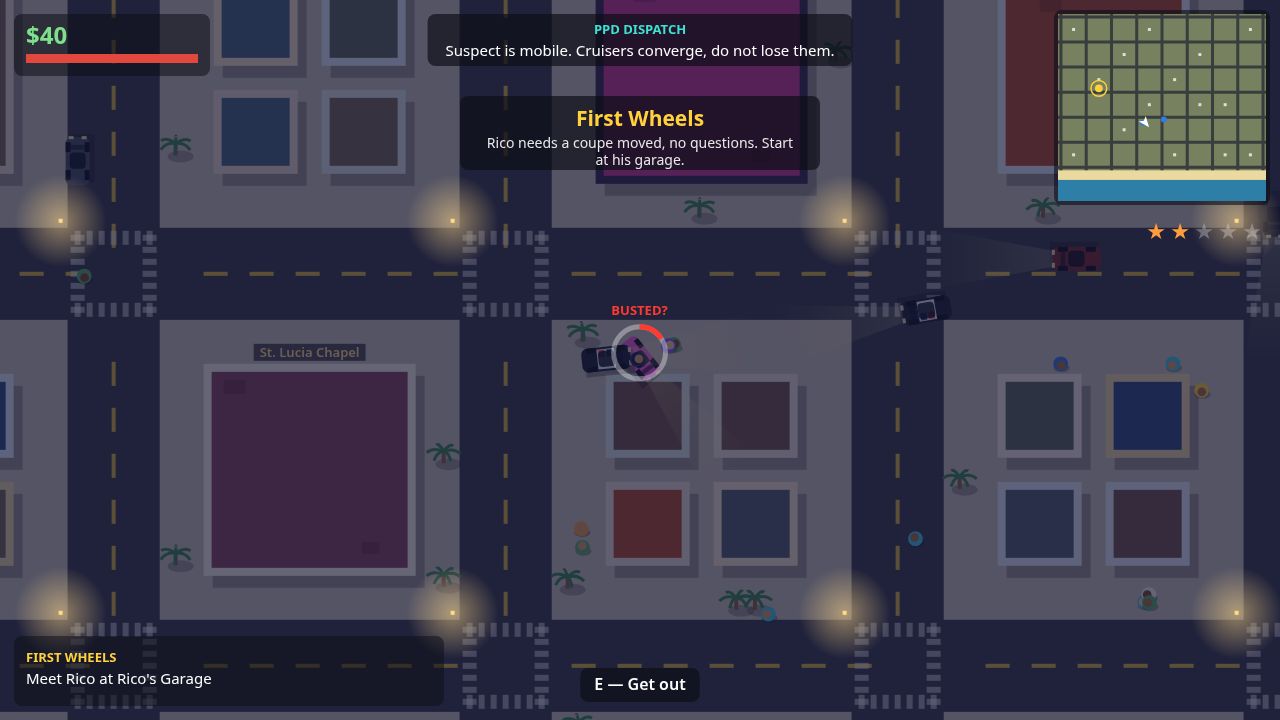 $40
PPD DISPATCH
Suspect is mobile. Cruisers converge, do not lose them.
First Wheels
Rico needs a coupe moved, no questions. Start
at his garage.
BUSTED?
St. Lucia Chapel
FIRST WHEELS
Meet Rico at Rico's Garage
E — Get out